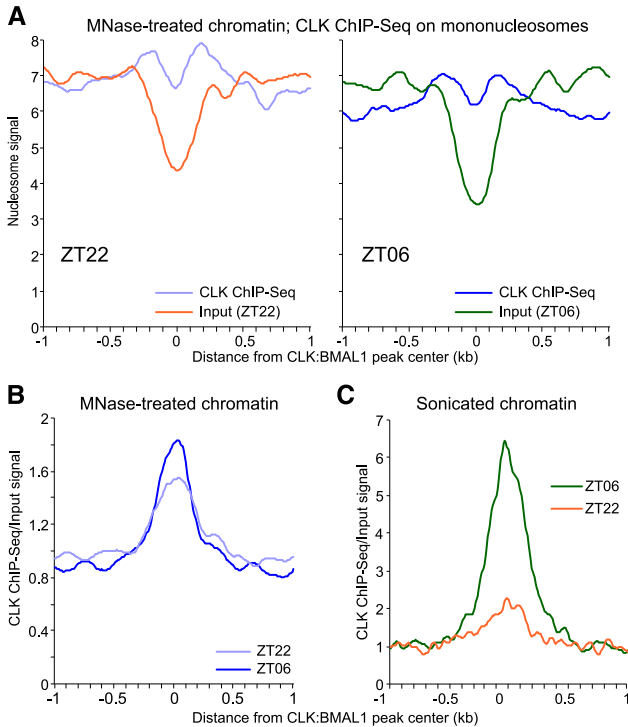 A
MNase-treated chromatin; CLK ChIP-Seq on mononucleosomes
Nucleosome signal
8
7
6
5
4
3
2
1
0
ZT22
CLK ChIP-Seq
Input (ZT22)
-1 -0.5 0 0.5 1
ZT06
CLK ChIP-Seq
Input (ZT06)
-1 -0.5 0 0.5 1
Distance from CLK:BMAL1 peak center (kb)
B
MNase-treated chromatin
CLK ChIP-Seq/Input signal
2
1.6
1.2
0.8
0.4
0
ZT22
ZT06
-1 -0.5 0 0.5 1
C
Sonicated chromatin
CLK ChIP-Seq/Input signal
7
6
5
4
3
2
1
0
ZT06
ZT22
-1 -0.5 0 0.5 1
Distance from CLK:BMAL1 peak center (kb)